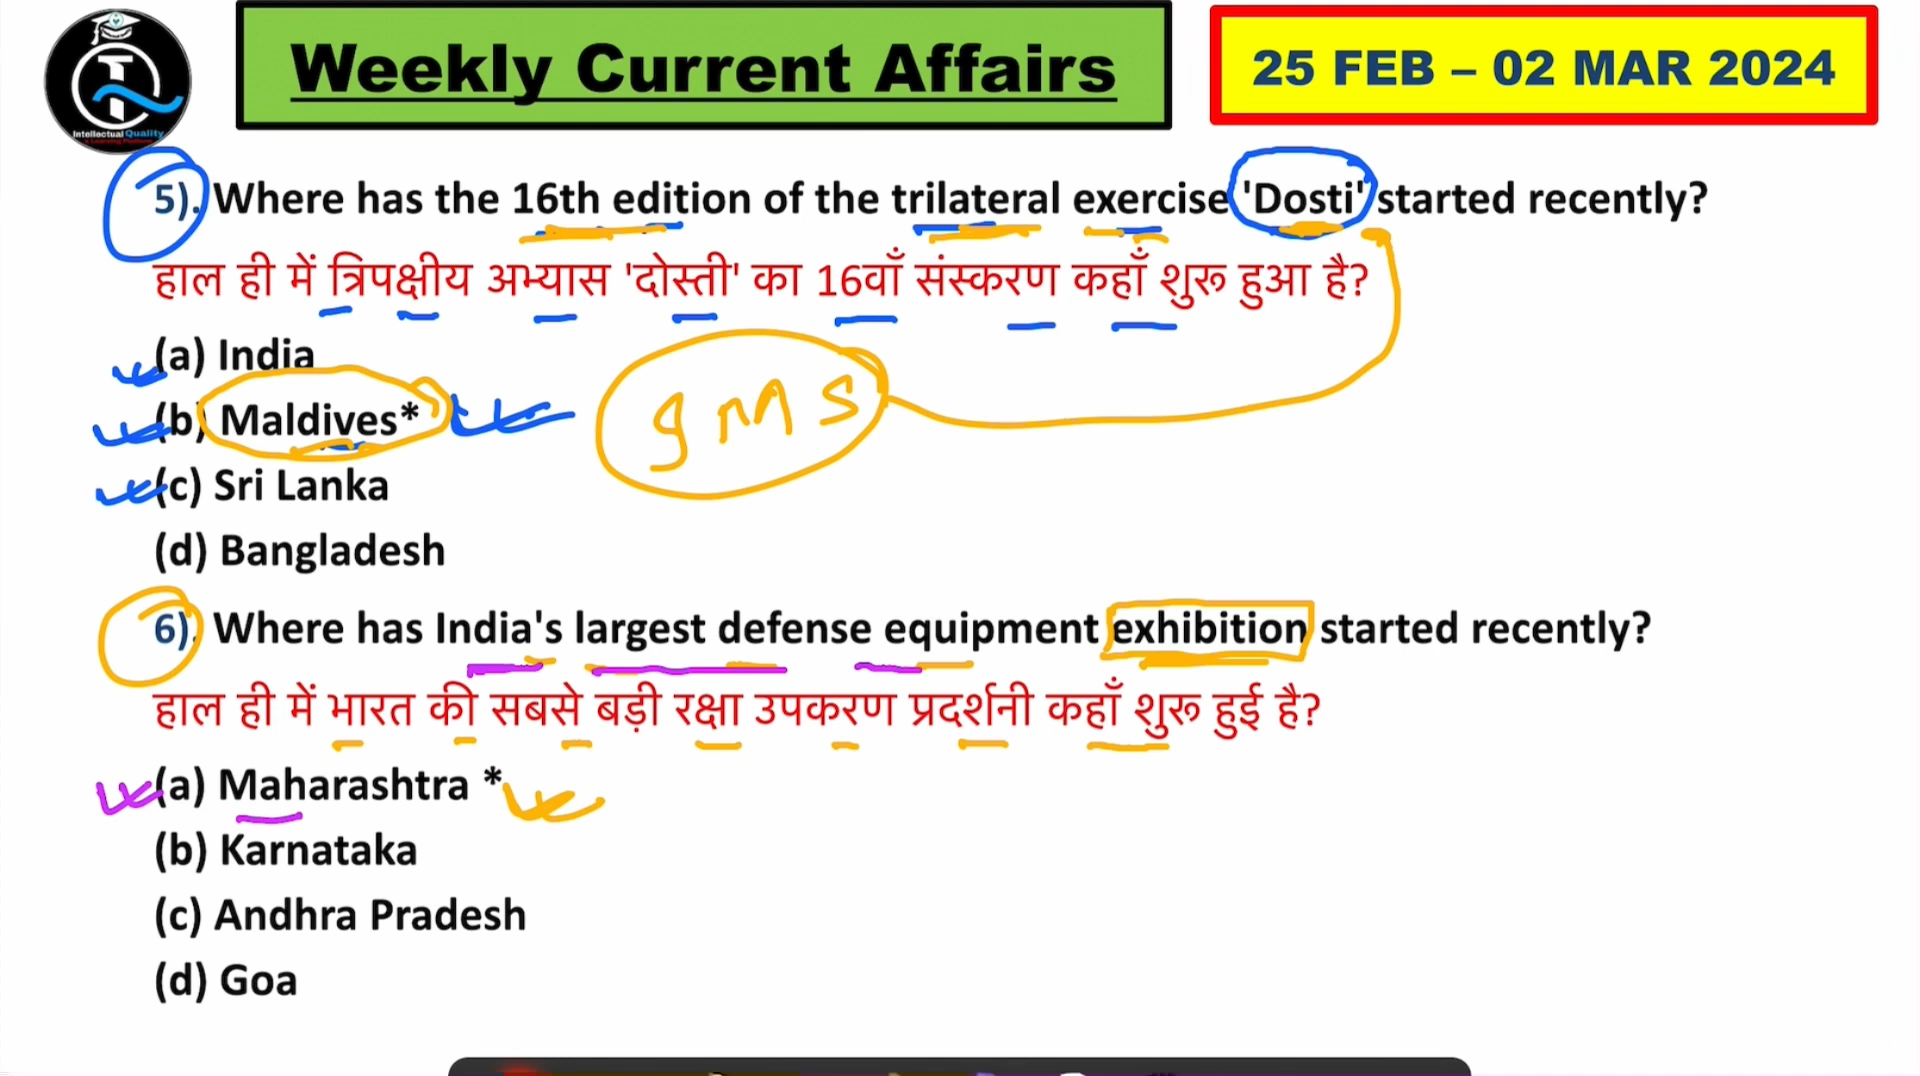 Weekly Current Affairs
25 FEB – 02 MAR 2024
Intellectual Quality
5). Where has the 16th edition of the trilateral exercise 'Dosti' started recently?
हाल ही में त्रिपक्षीय अभ्यास 'दोस्ती' का 16वाँ संस्करण कहाँ शुरू हुआ है?
(a) India
(b) Maldives*
(c) Sri Lanka
(d) Bangladesh
6). Where has India's largest defense equipment exhibition started recently?
हाल ही में भारत की सबसे बड़ी रक्षा उपकरण प्रदर्शनी कहाँ शुरू हुई है?
(a) Maharashtra *
(b) Karnataka
(c) Andhra Pradesh
(d) Goa